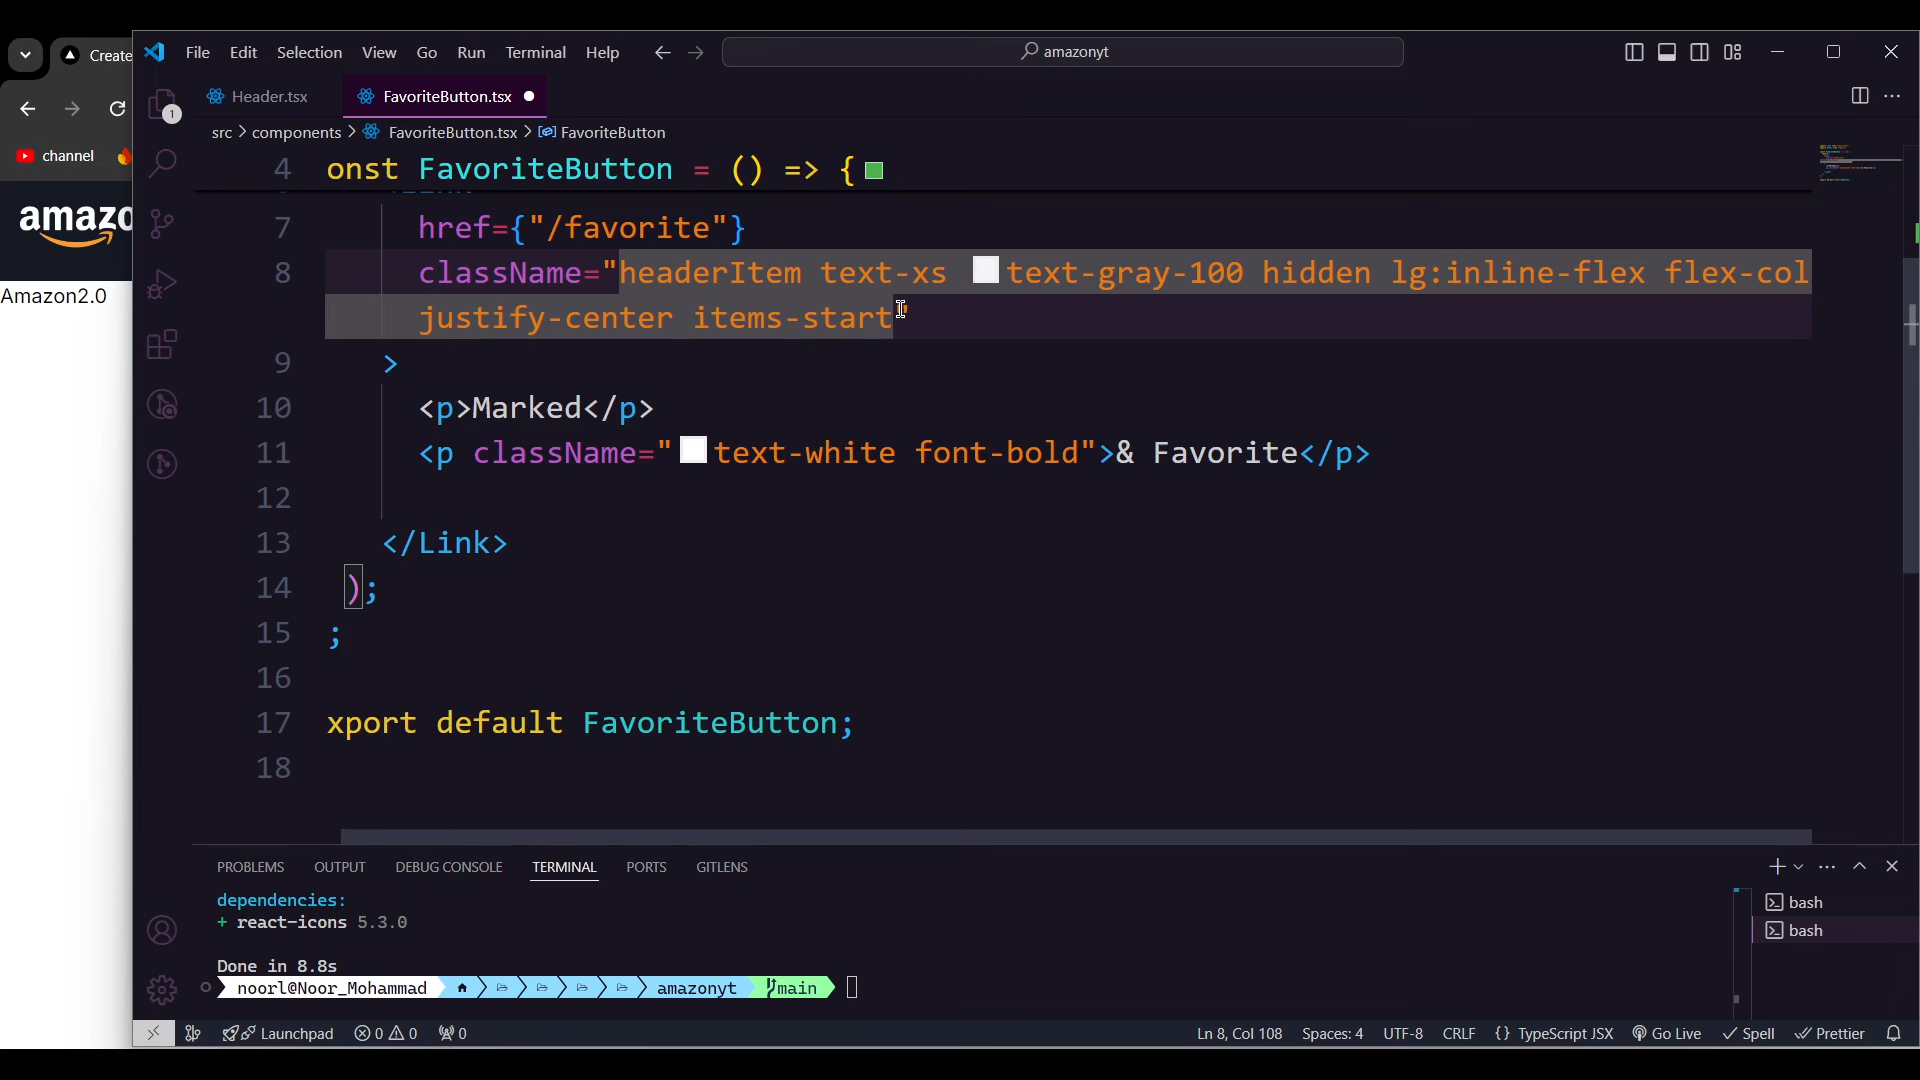 Create
File Edit Selection View Go Run Terminal Help
amazonyt
Header.tsx
FavoriteButton.tsx
1
src > components > FavoriteButton.tsx > FavoriteButton
channel
4 onst FavoriteButton = () => {
7 href={"/favorite"}
8 className="headerItem text-xs text-gray-100 hidden lg:inline-flex flex-col
justify-center items-start"
9 >
10 <p>Marked</p>
11 <p className="text-white font-bold">& Favorite</p>
12
13 </Link>
14 );
15 ;
16
17 xport default FavoriteButton;
18
amazo
Amazon2.0
PROBLEMS OUTPUT DEBUG CONSOLE TERMINAL PORTS GITLENS
dependencies:
+ react-icons 5.3.0
Done in 8.8s
noorl@Noor_Mohammad amazonyt main
bash
bash
Launchpad 0 0 0
Ln 8, Col 108 Spaces: 4 UTF-8 CRLF {} TypeScript JSX Go Live Spell Prettier